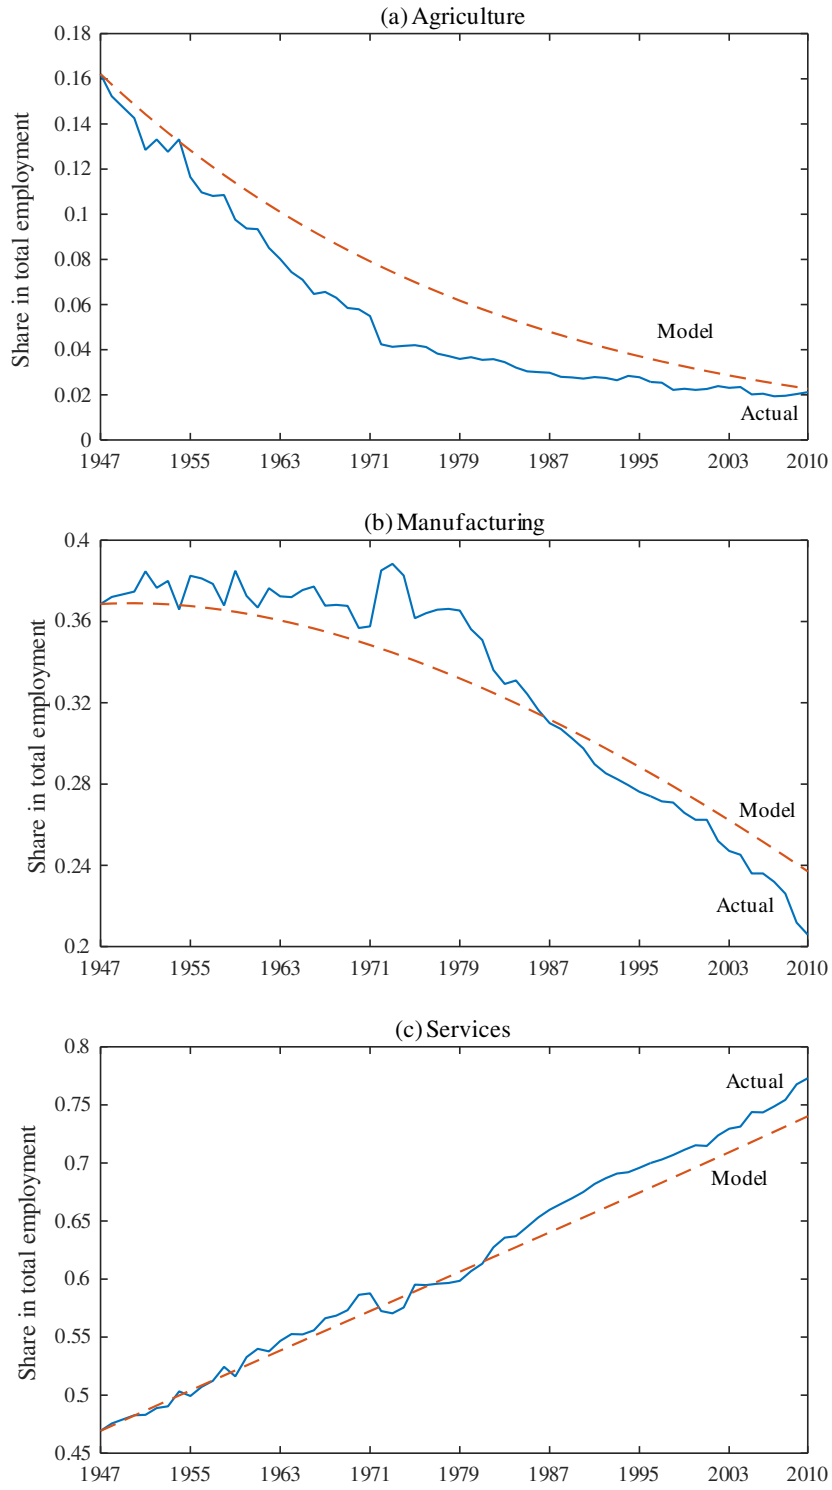 (a) Agriculture
0.18
0.16
0.14
0.12
0.1
0.08
0.06
0.04
0.02
0
Share in total employment
Model
Actual
1947 1955 1963 1971 1979 1987 1995 2003 2010
(b) Manufacturing
0.4
0.36
0.32
0.28
0.24
0.2
Share in total employment
Model
Actual
1947 1955 1963 1971 1979 1987 1995 2003 2010
(c) Services
0.8
0.75
0.7
0.65
0.6
0.55
0.5
0.45
Share in total employment
Actual
Model
1947 1955 1963 1971 1979 1987 1995 2003 2010